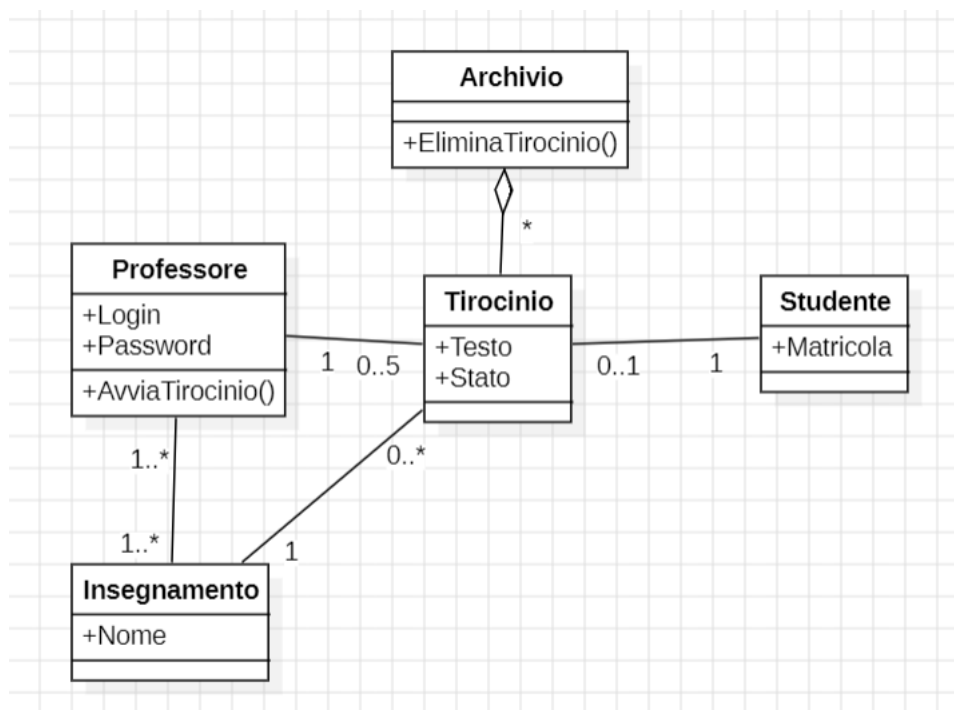 Archivio
+EliminaTirocinio()
*
Professore
+Login
+Password
+AvviaTirocinio()
1
0..5
Tirocinio
+Testo
+Stato
0..1
1
Studente
+Matricola
1..*
0..*
1..*
1
Insegnamento
+Nome